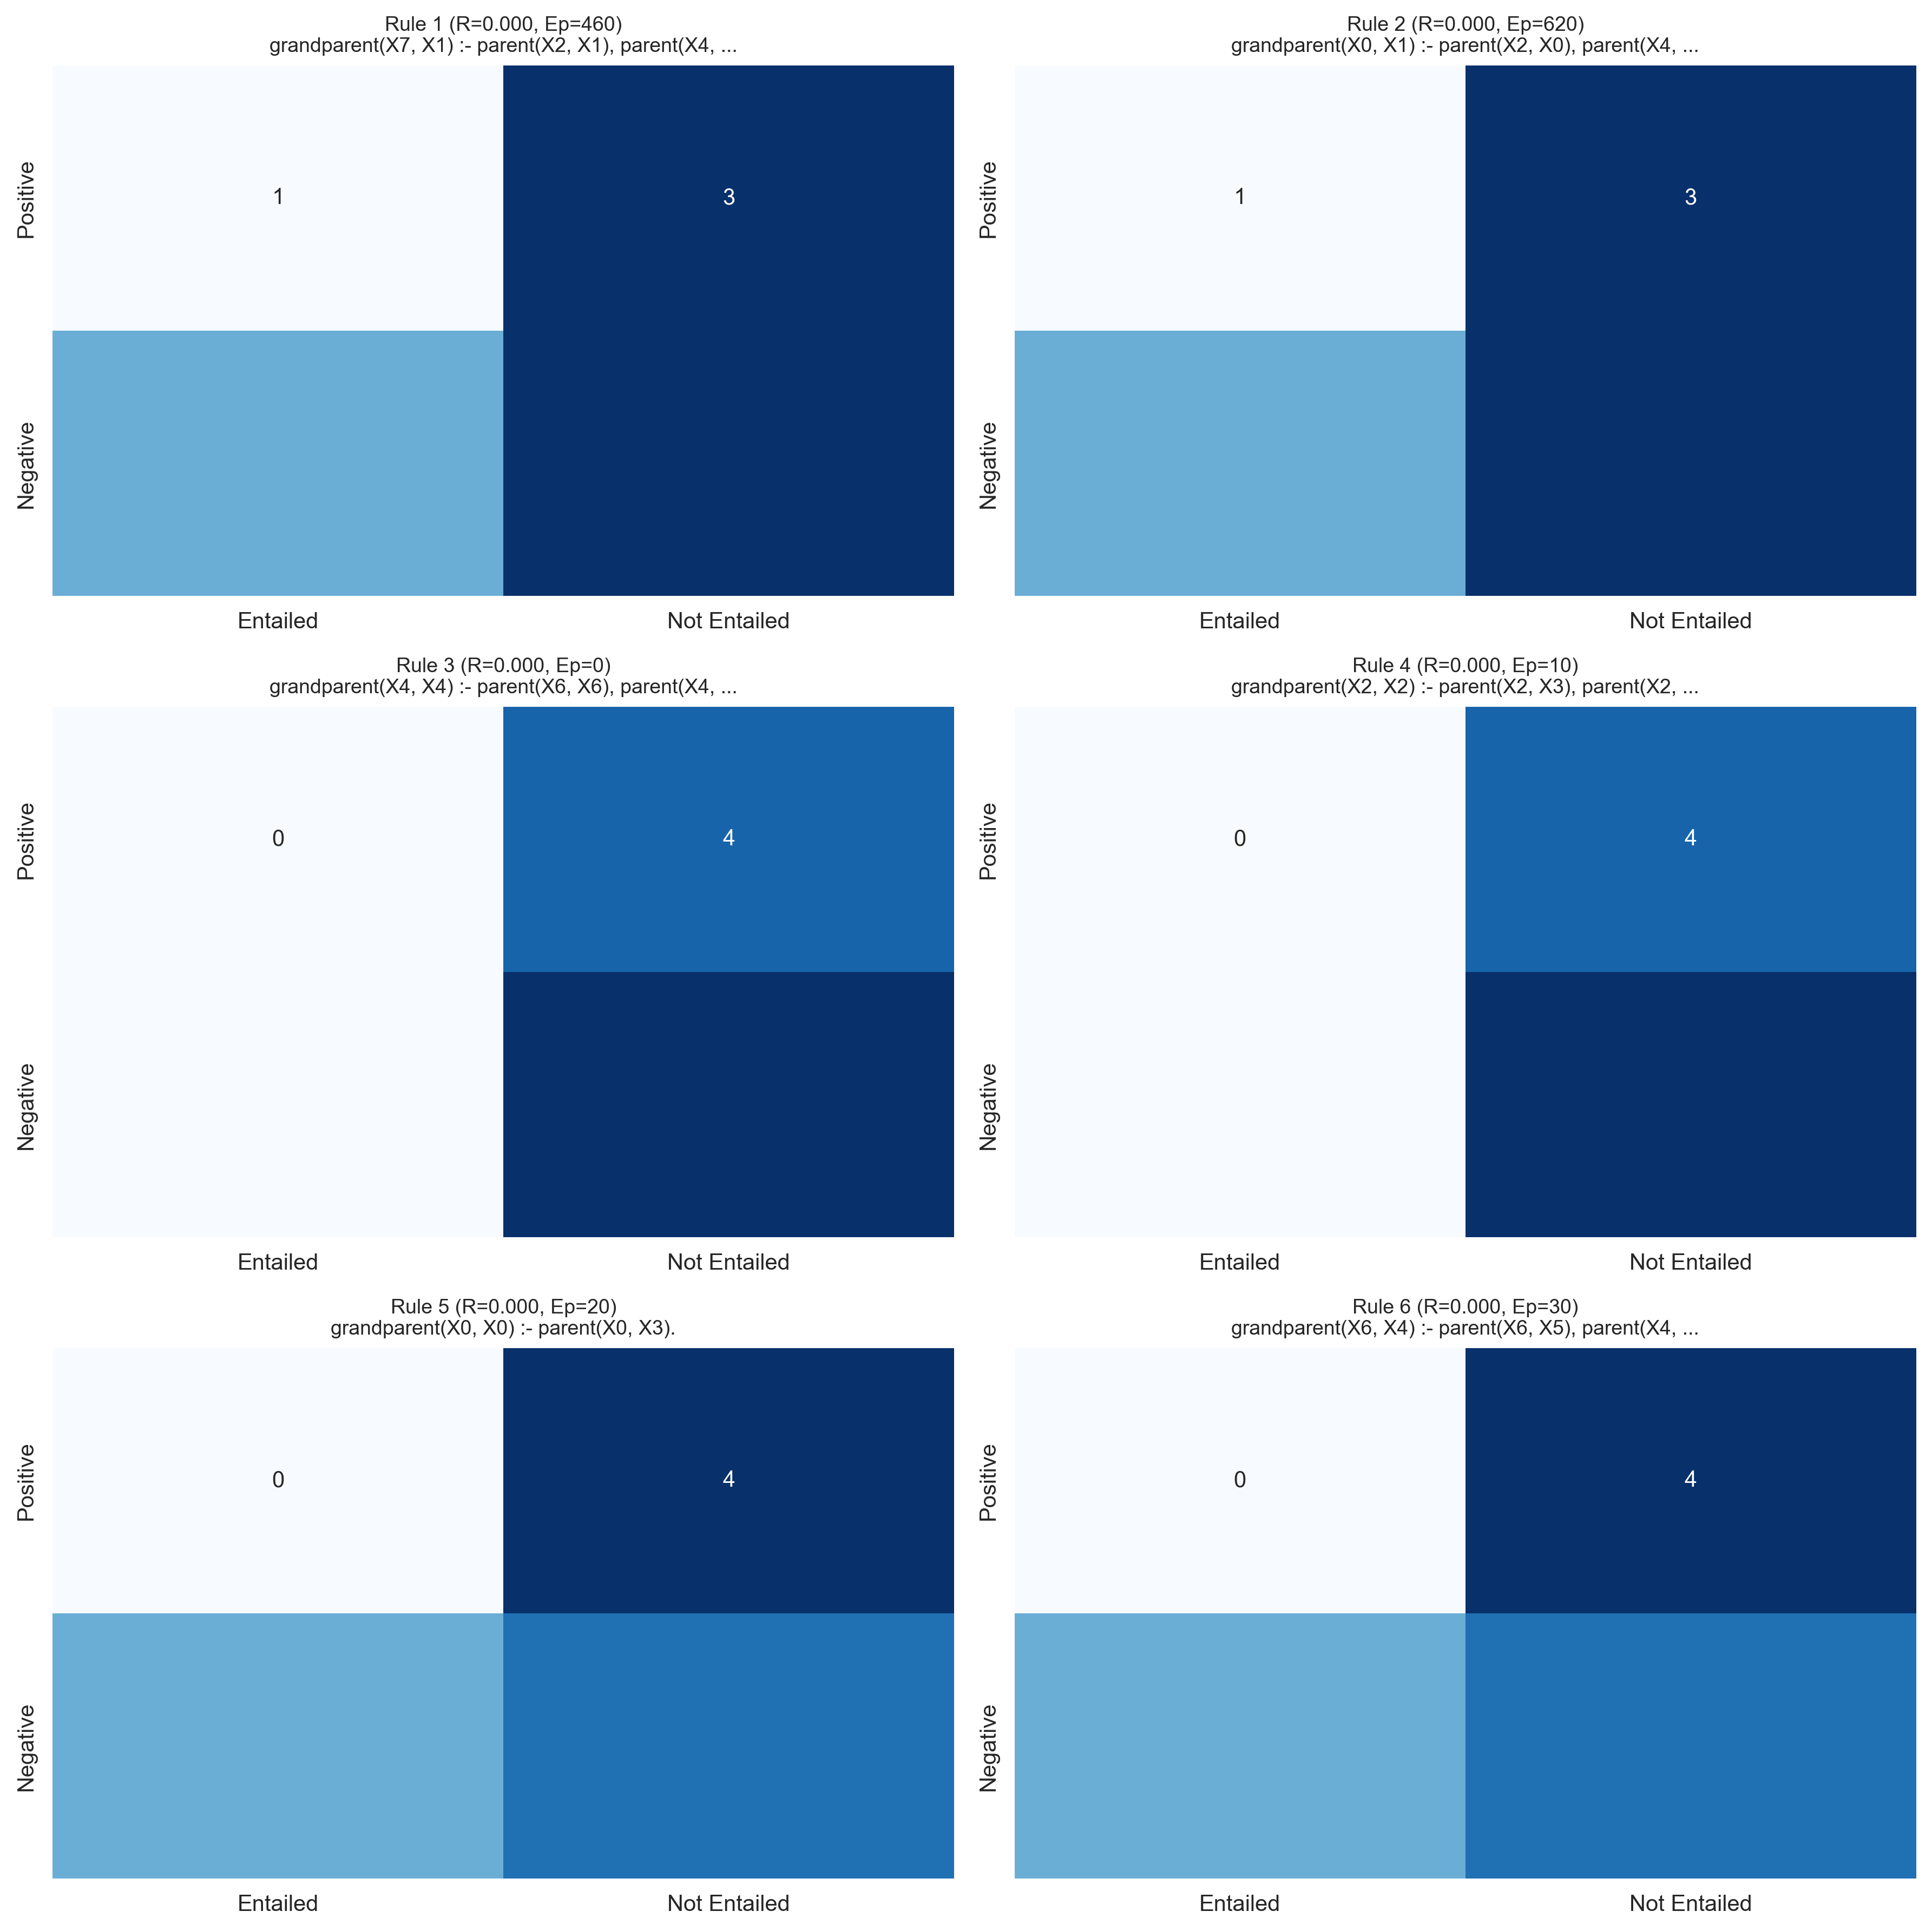 Rule 1 (R=0.000, Ep=460)
grandparent(X7, X1) :- parent(X2, X1), parent(X4, ...
Positive
1
3
Negative
Entailed
Not Entailed
Rule 2 (R=0.000, Ep=620)
grandparent(X0, X1) :- parent(X2, X0), parent(X4, ...
Positive
1
3
Negative
Entailed
Not Entailed
Rule 3 (R=0.000, Ep=0)
grandparent(X4, X4) :- parent(X6, X6), parent(X4, ...
Positive
0
4
Negative
Entailed
Not Entailed
Rule 4 (R=0.000, Ep=10)
grandparent(X2, X2) :- parent(X2, X3), parent(X2, ...
Positive
0
4
Negative
Entailed
Not Entailed
Rule 5 (R=0.000, Ep=20)
grandparent(X0, X0) :- parent(X0, X3).
Positive
0
4
Negative
Entailed
Not Entailed
Rule 6 (R=0.000, Ep=30)
grandparent(X6, X4) :- parent(X6, X5), parent(X4, ...
Positive
0
4
Negative
Entailed
Not Entailed